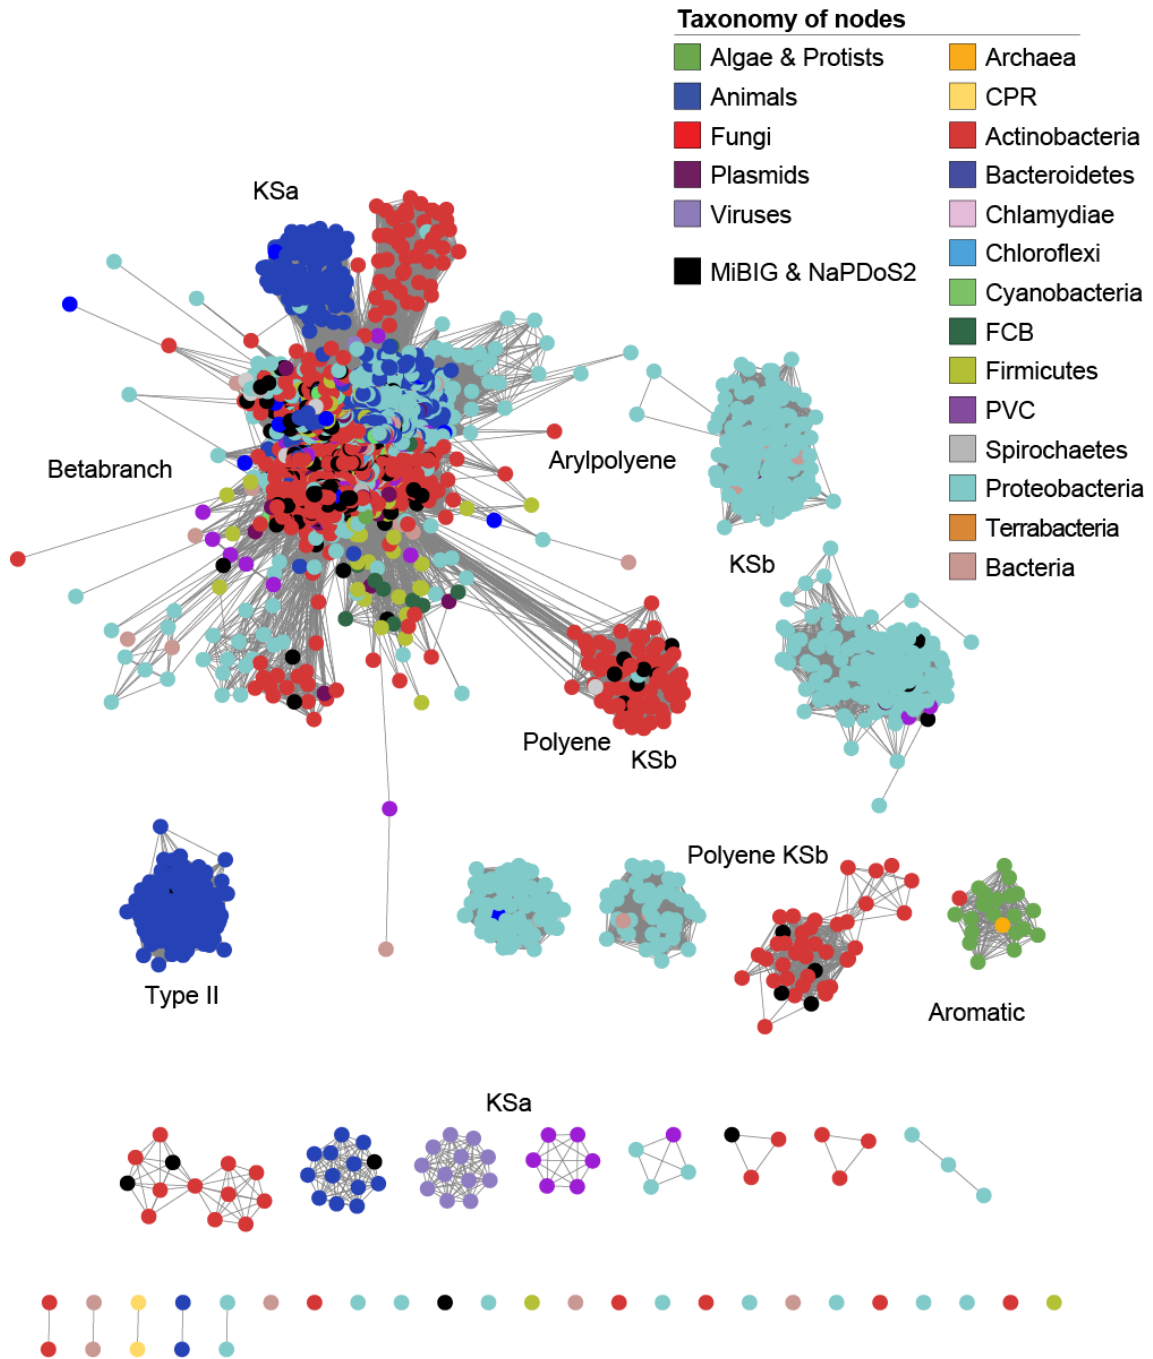 Taxonomy of nodes
Algae & Protists
Animals
Fungi
Plasmids
Viruses
MiBIG & NaPDoS2
Archaea
CPR
Actinobacteria
Bacteroidetes
Chlamydiae
Chloroflexi
Cyanobacteria
FCB
Firmicutes
PVC
Spirochaetes
Proteobacteria
Terrabacteria
Bacteria
KSa
Betabranch
Arylpolyene
KSb
Polyene
KSb
Polyene KSb
Type II
Aromatic
KSa